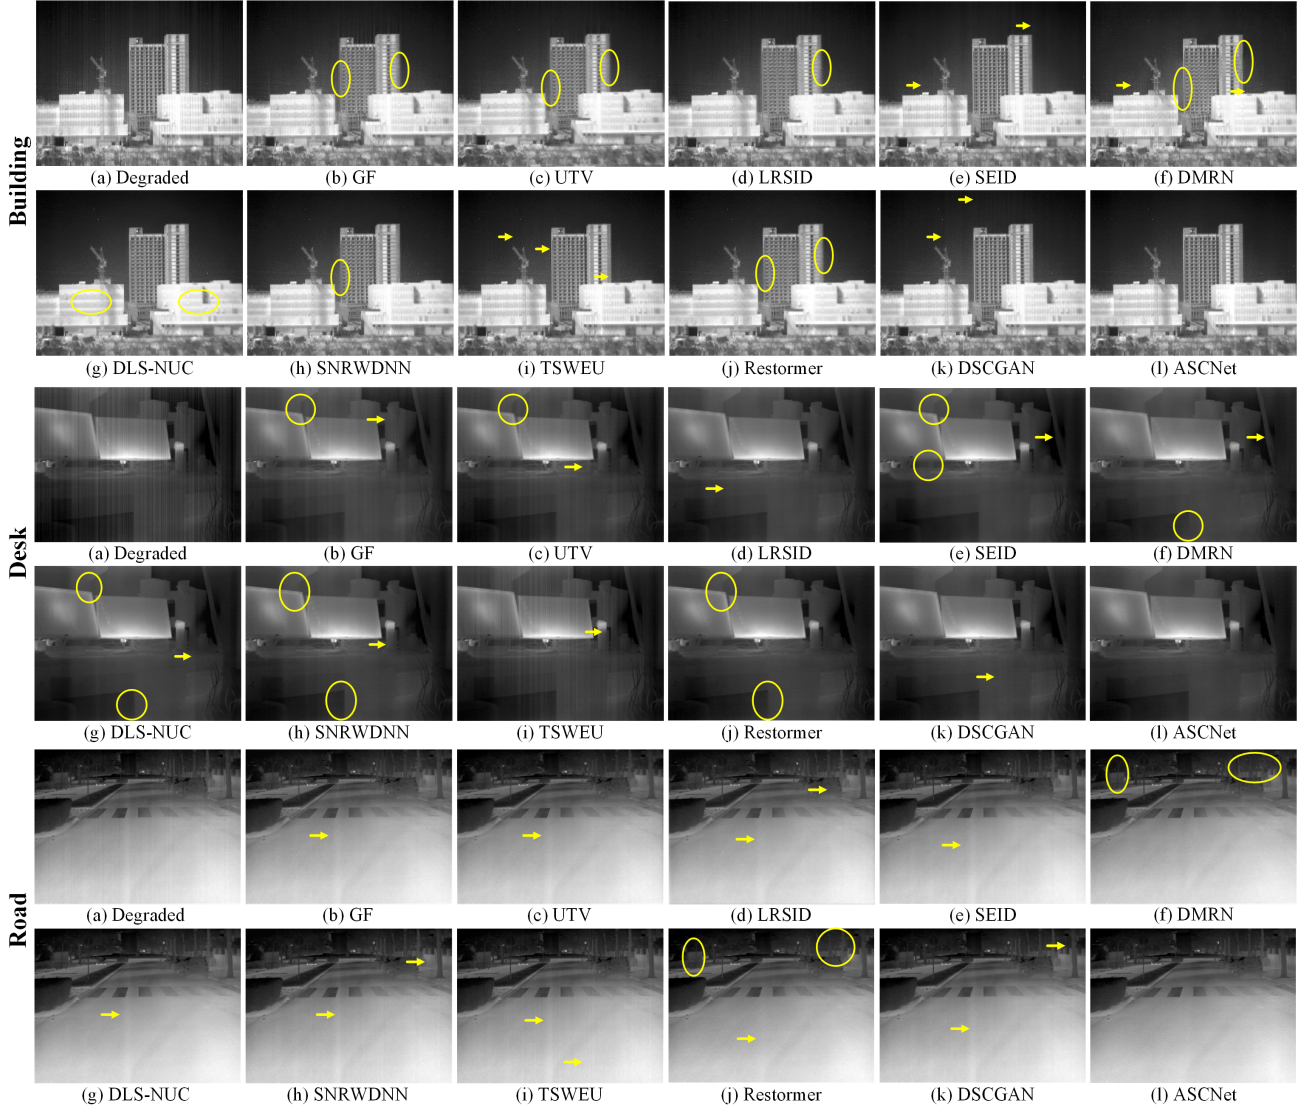 Building
(a) Degraded
(b) GF
(c) UTV
(d) LRSID
(e) SEID
(f) DMRN
(g) DLS-NUC
(h) SNRWDNN
(i) TSWEU
(j) Restormer
(k) DSCGAN
(l) ASCNet
Desk
(a) Degraded
(b) GF
(c) UTV
(d) LRSID
(e) SEID
(f) DMRN
(g) DLS-NUC
(h) SNRWDNN
(i) TSWEU
(j) Restormer
(k) DSCGAN
(l) ASCNet
Road
(a) Degraded
(b) GF
(c) UTV
(d) LRSID
(e) SEID
(f) DMRN
(g) DLS-NUC
(h) SNRWDNN
(i) TSWEU
(j) Restormer
(k) DSCGAN
(l) ASCNet